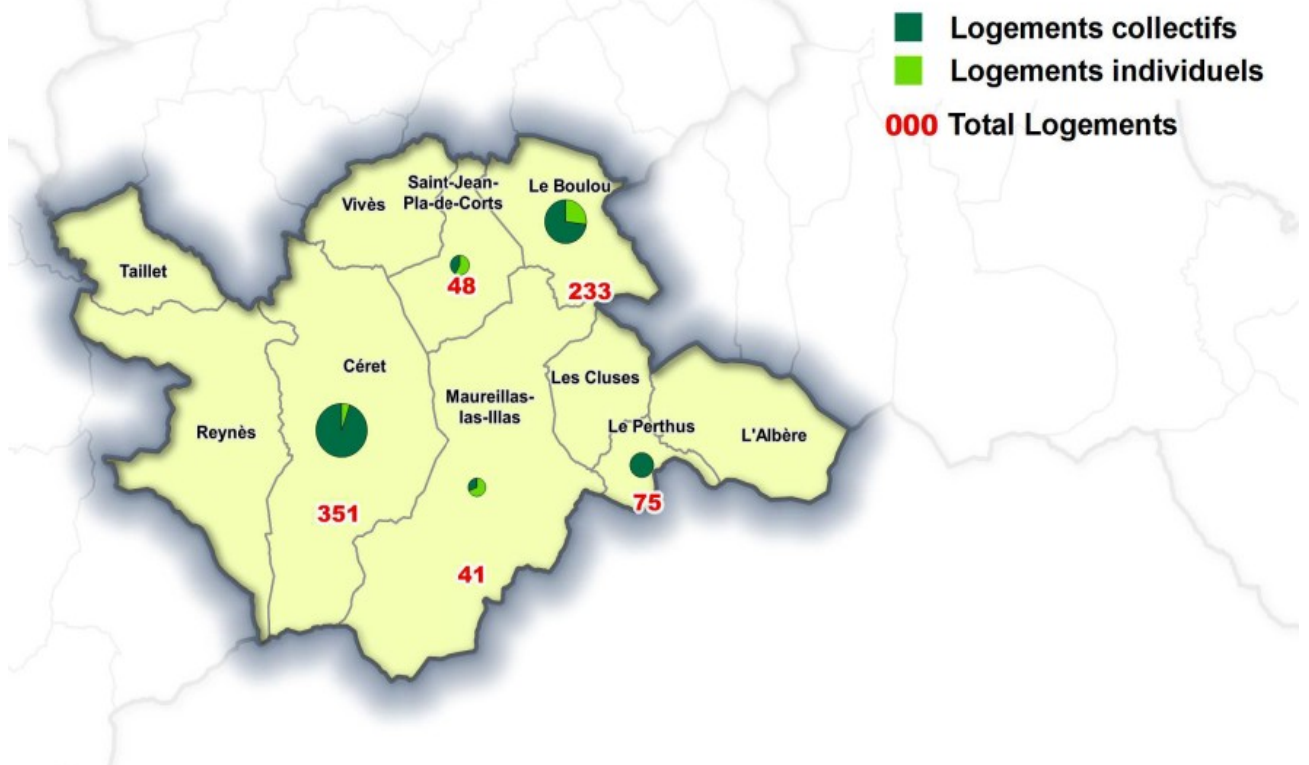 Logements collectifs
Logements individuels
000 Total Logements
Saint-Jean-
Pla-de-Corts
Le Boulou
Vivès
Taillet
48
233
Céret
Les Cluses
Maureillas-
las-Illas
Reynès
Le Perthus
L'Albère
75
351
41